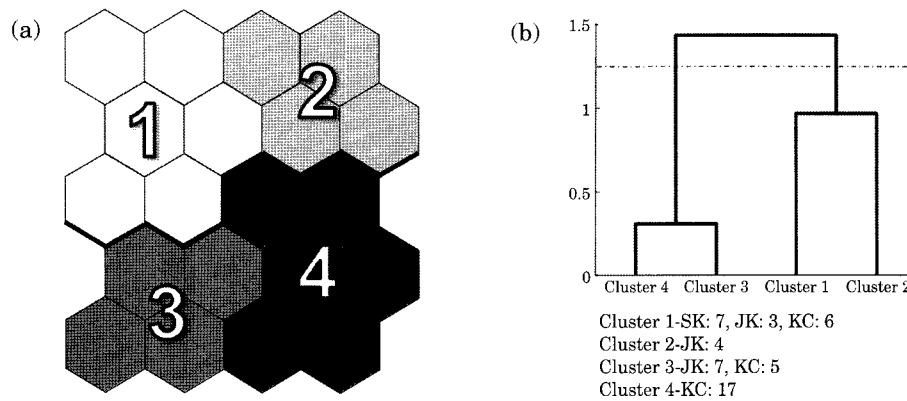 (a)
1
2
3
4
(b)
1.5
1
0.5
0
Cluster 4 Cluster 3 Cluster 1 Cluster 2
Cluster 1-SK: 7, JK: 3, KC: 6
Cluster 2-JK: 4
Cluster 3-JK: 7, KC: 5
Cluster 4-KC: 17